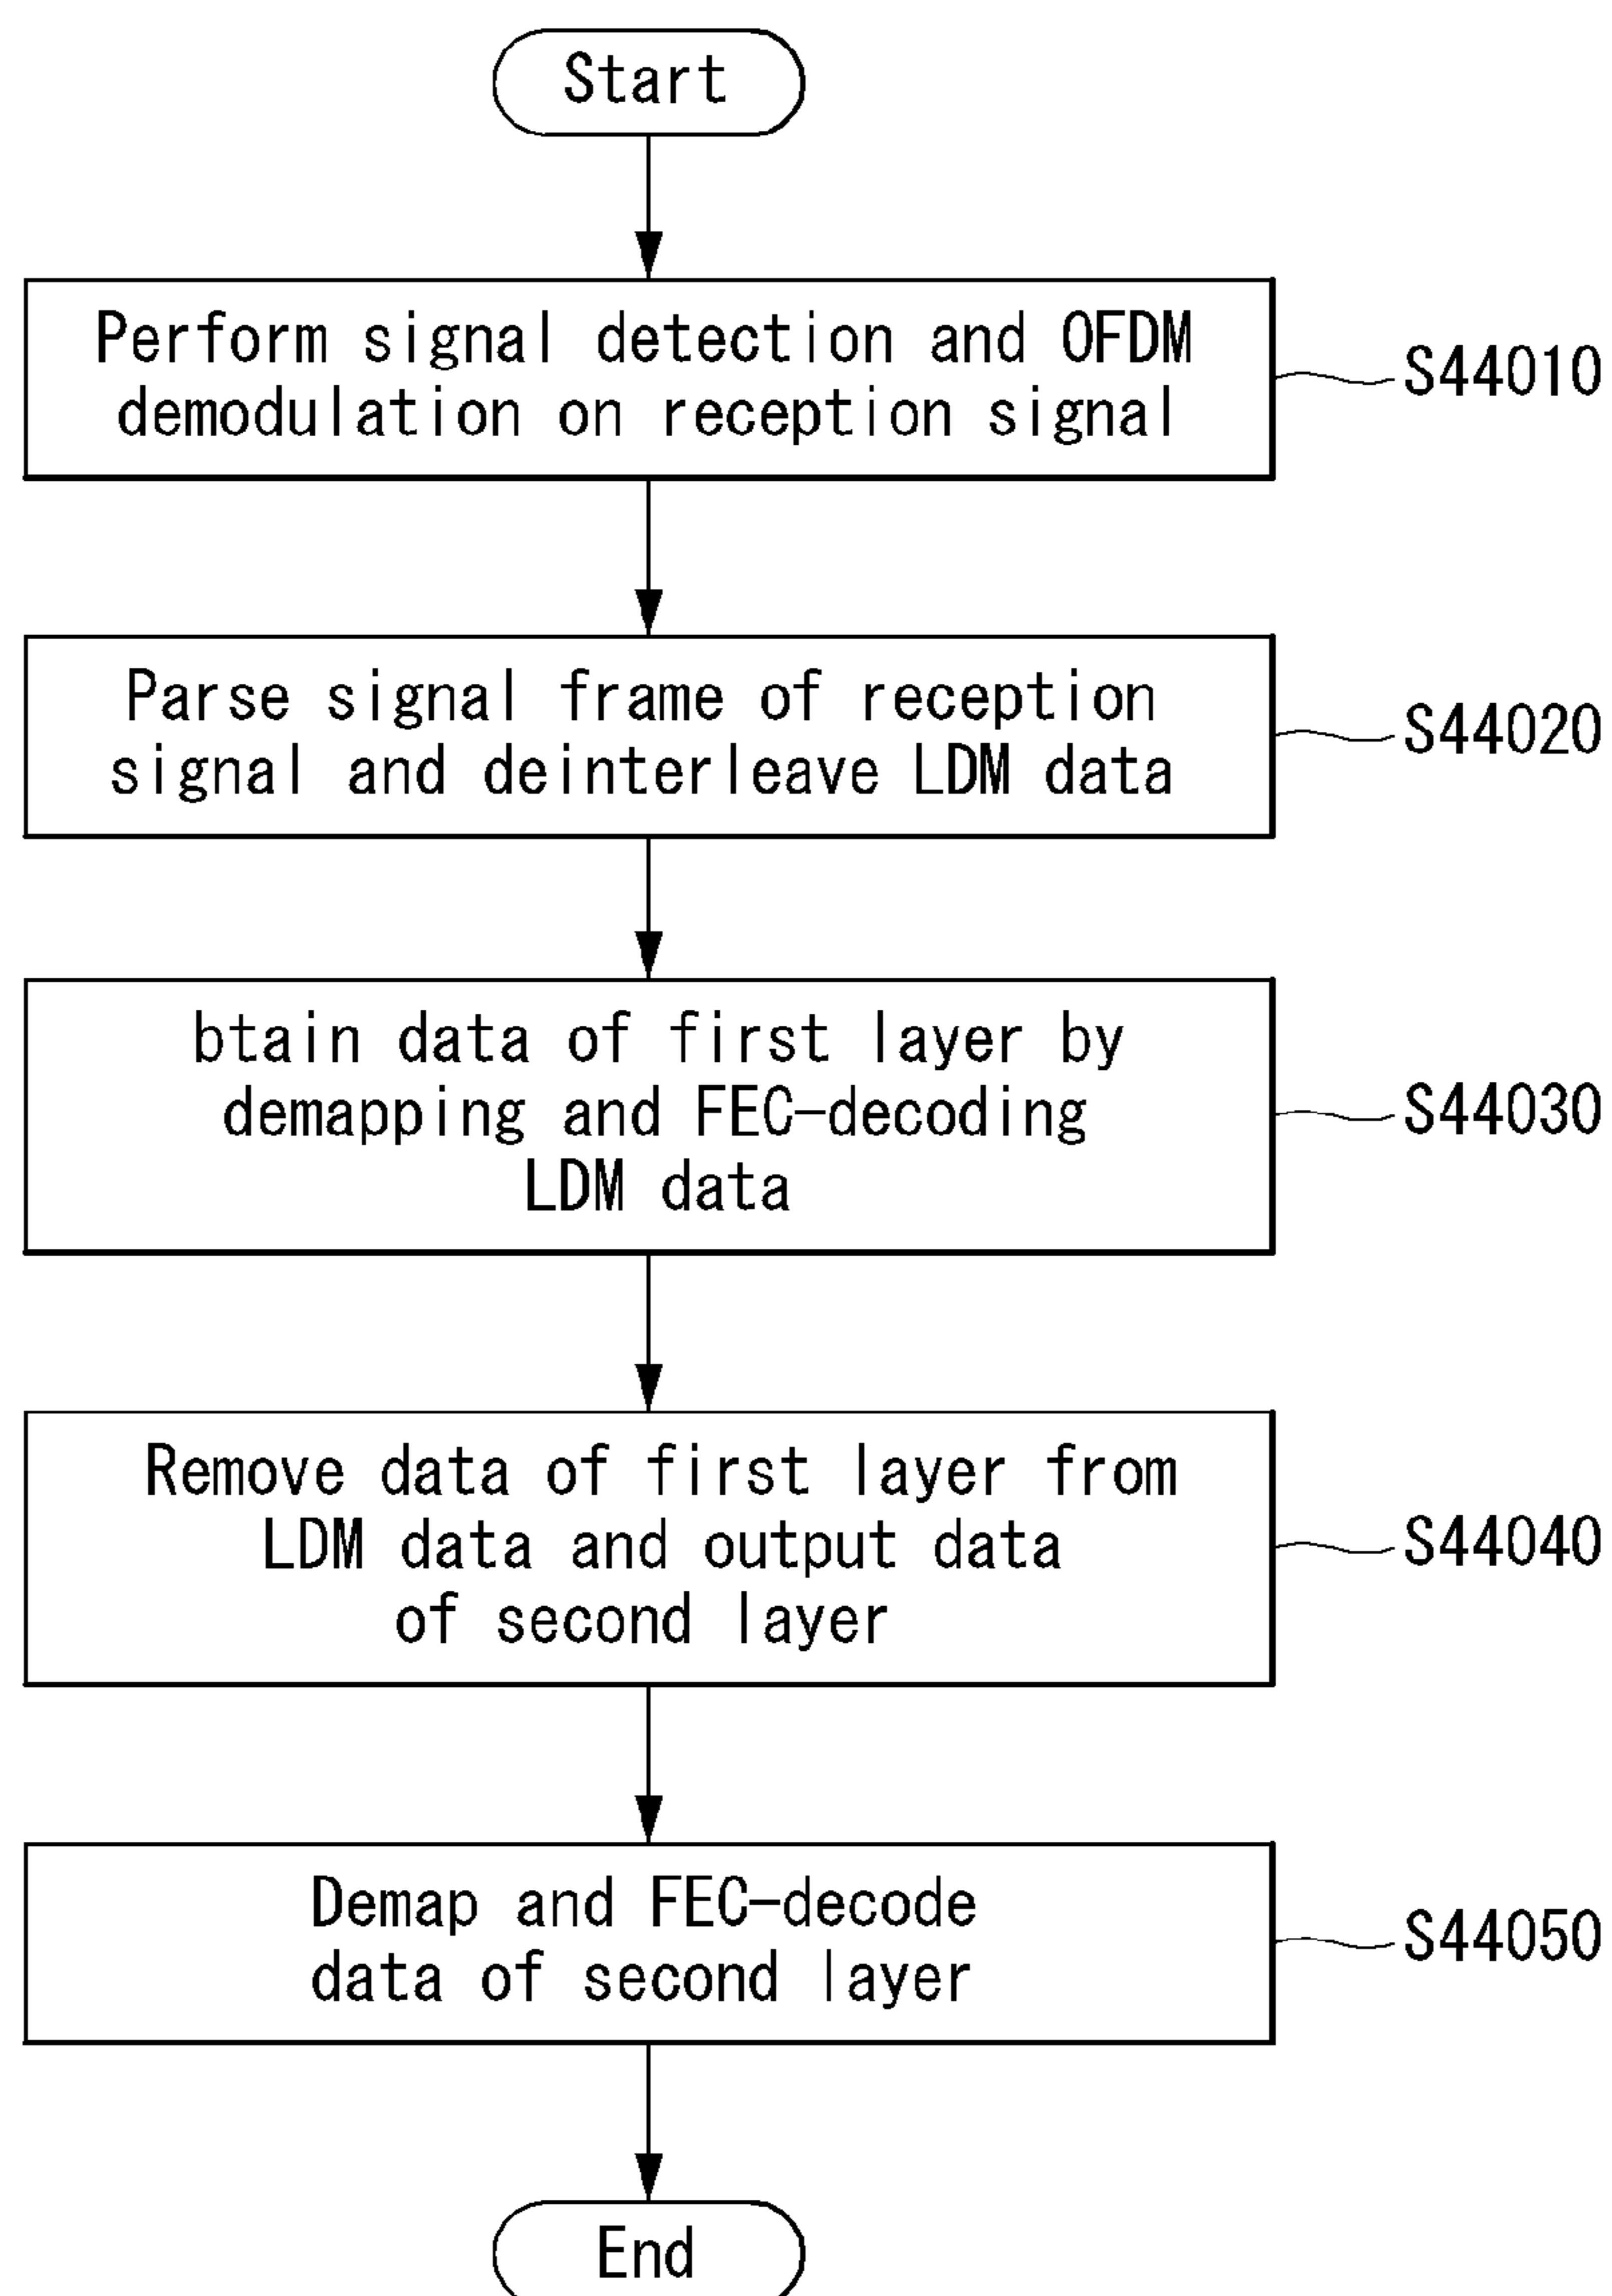 Start
Perform signal detection and OFDM
demodulation on reception signal
S44010
Parse signal frame of reception
signal and deinterleave LDM data
S44020
btain data of first layer by
demapping and FEC-decoding
LDM data
S44030
Remove data of first layer from
LDM data and output data
of second layer
S44040
Demap and FEC-decode
data of second layer
S44050
End